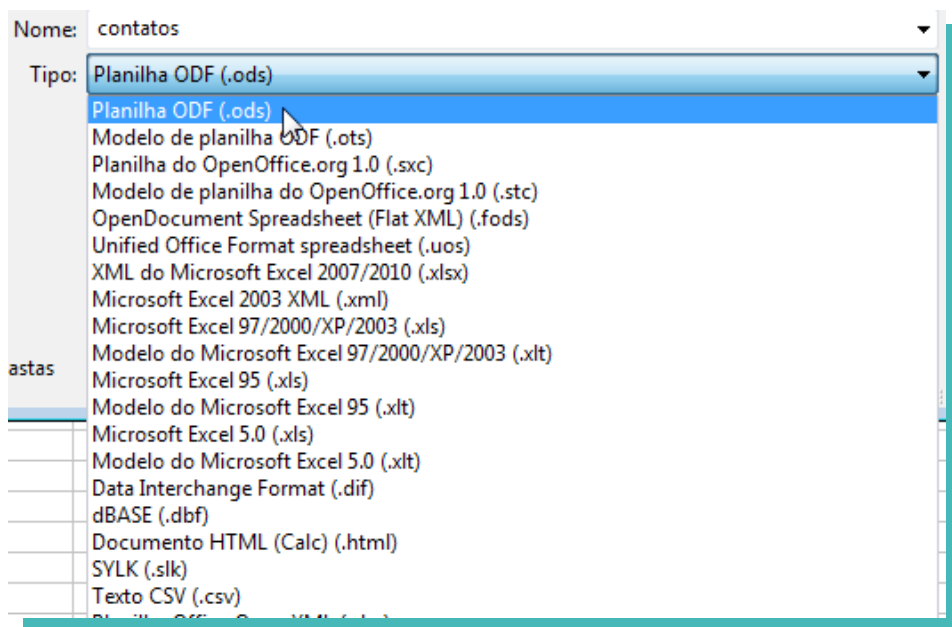 Nome: contatos
Tipo: Planilha ODF (.ods)
Planilha ODF (.ods)
Modelo de planilha ODF (.ots)
Planilha do OpenOffice.org 1.0 (.sxc)
Modelo de planilha do OpenOffice.org 1.0 (.stc)
OpenDocument Spreadsheet (Flat XML) (.fods)
Unified Office Format spreadsheet (.uos)
XML do Microsoft Excel 2007/2010 (.xlsx)
Microsoft Excel 2003 XML (.xml)
Microsoft Excel 97/2000/XP/2003 (.xls)
Modelo do Microsoft Excel 97/2000/XP/2003 (.xlt)
astas
Microsoft Excel 95 (.xls)
Modelo do Microsoft Excel 95 (.xlt)
Microsoft Excel 5.0 (.xls)
Modelo do Microsoft Excel 5.0 (.xlt)
Data Interchange Format (.dif)
dBASE (.dbf)
Documento HTML (Calc) (.html)
SYLK (.slk)
Texto CSV (.csv)